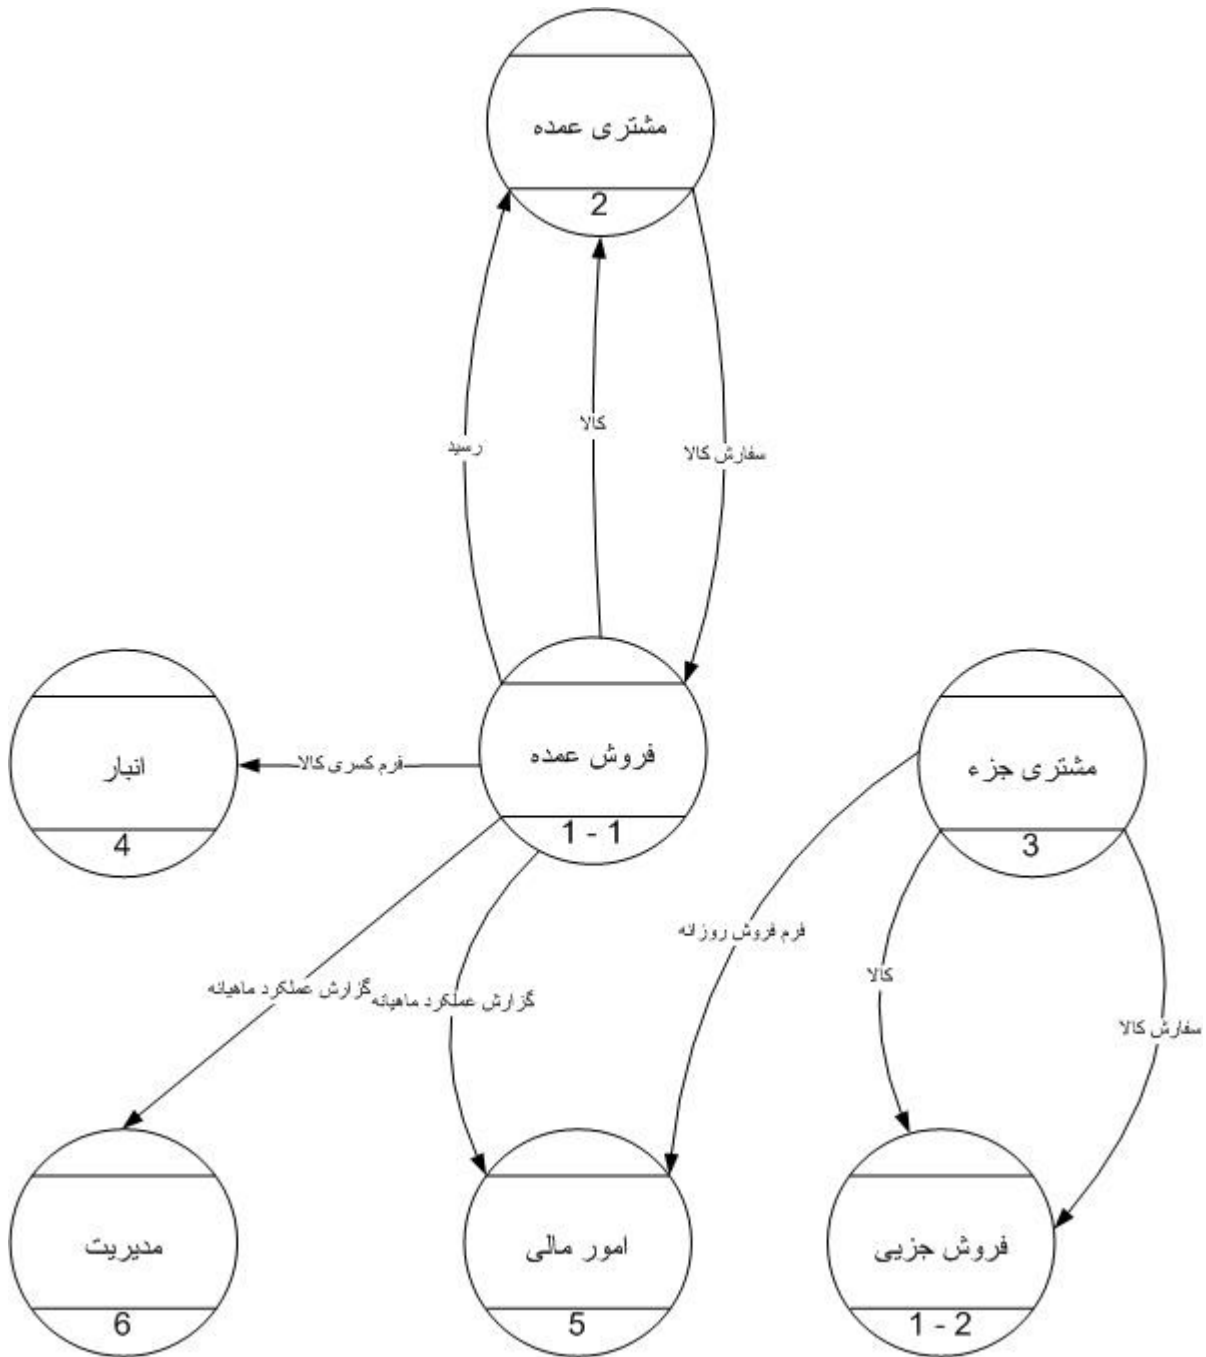 مشتری عمده
2
رسید
کالا
سفارش کالا
انبار
4
فرم کسری کالا
فروش عمده
1 - 1
مشتری جزء
3
فرم فروش روزانه
کالا
سفارش کالا
گزارش عملکرد ماهیانه
گزارش عملکرد ماهیانه
مدیریت
6
امور مالی
5
فروش جزیی
1 - 2